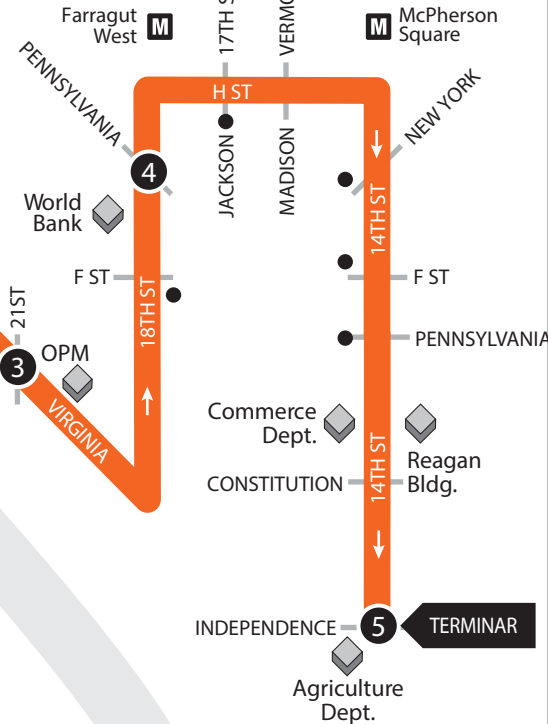 Farragut
West
M
17TH
VERMO
M
McPherson
Square
PENNSYLVANIA
H ST
NEW YORK
4
JACKSON
MADISON
14TH ST
World
Bank
F ST
18TH ST
F ST
21ST
OPM
3
PENNSYLVANIA
VIRGINIA
Commerce
Dept.
14TH ST
Reagan
Bldg.
CONSTITUTION
INDEPENDENCE
5
TERMINAR
Agriculture
Dept.